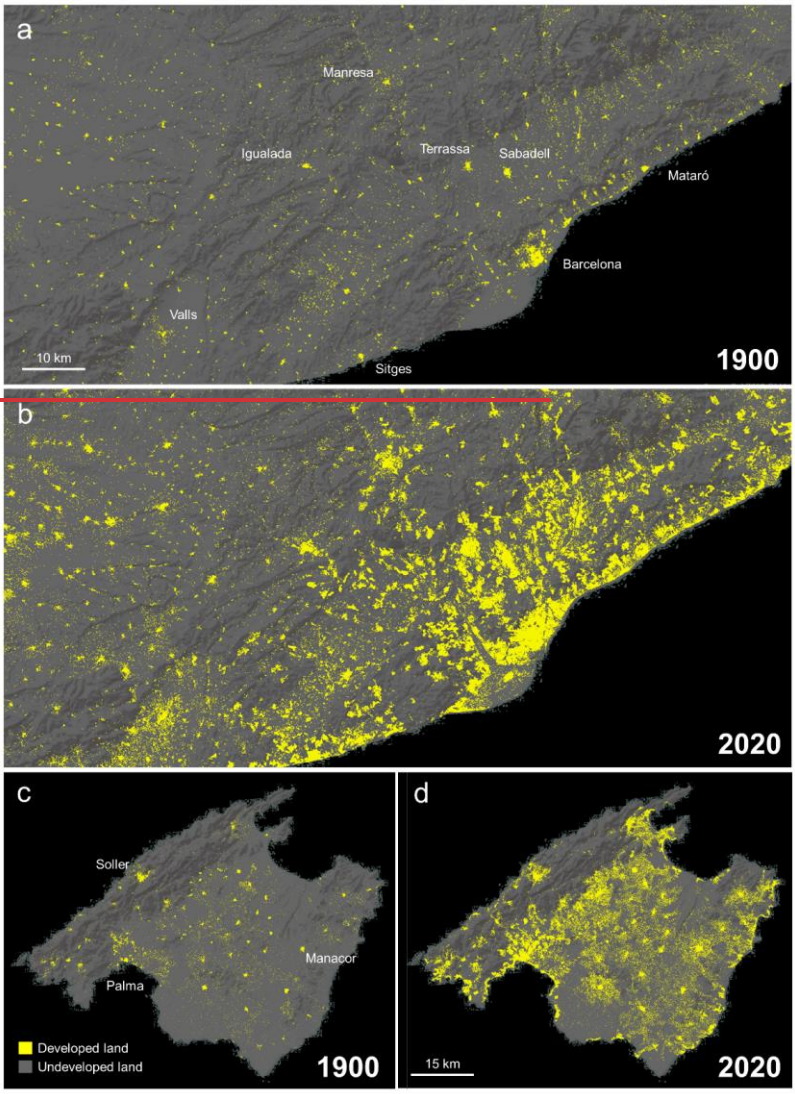 a
Manresa
Igualada
Terrassa
Sabadell
Mataró
Barcelona
Valls
10 km
Sitges
1900
b
2020
c
Soller
Palma
Manacor
Developed land
Undeveloped land
1900
d
15 km
2020